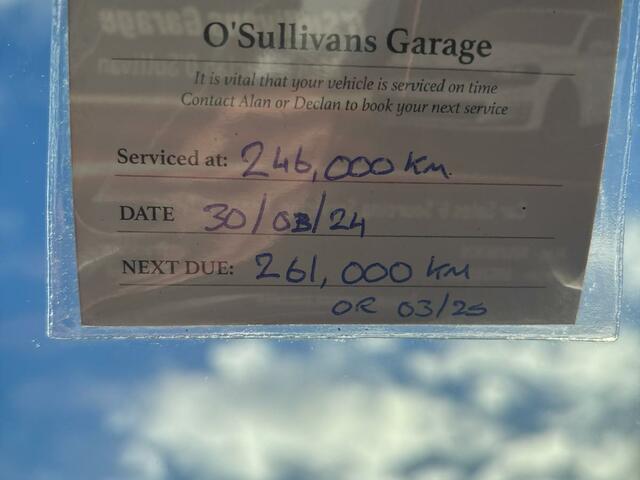 O'Sullivans Garage
It is vital that your vehicle is serviced on time
Contact Alan or Declan to book your next service
Serviced at: 246,000 km
DATE 30/03/24
NEXT DUE: 261,000 km
OR 03/25